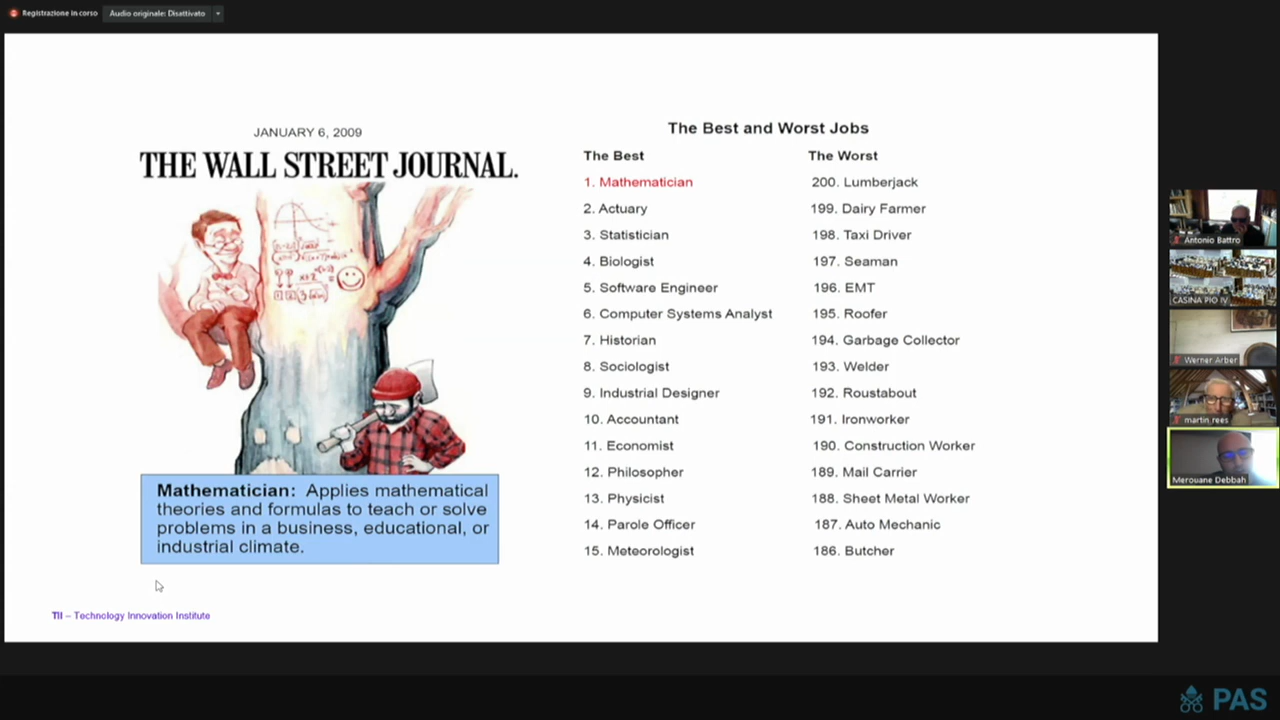 Registrazione in corso
Audio originale: Disattivato
JANUARY 6, 2009
THE WALL STREET JOURNAL.
Mathematician: Applies mathematical
theories and formulas to teach or solve
problems in a business, educational, or
industrial climate.
The Best and Worst Jobs
The Best The Worst
1. Mathematician 200. Lumberjack
2. Actuary 199. Dairy Farmer
3. Statistician 198. Taxi Driver
4. Biologist 197. Seaman
5. Software Engineer 196. EMT
6. Computer Systems Analyst 195. Roofer
7. Historian 194. Garbage Collector
8. Sociologist 193. Welder
9. Industrial Designer 192. Roustabout
10. Accountant 191. Ironworker
11. Economist 190. Construction Worker
12. Philosopher 189. Mail Carrier
13. Physicist 188. Sheet Metal Worker
14. Parole Officer 187. Auto Mechanic
15. Meteorologist 186. Butcher
TII – Technology Innovation Institute
Antonio Battro
CASINA PIO IV
Werner Arber
martin rees
Merouane Debbah
PAS